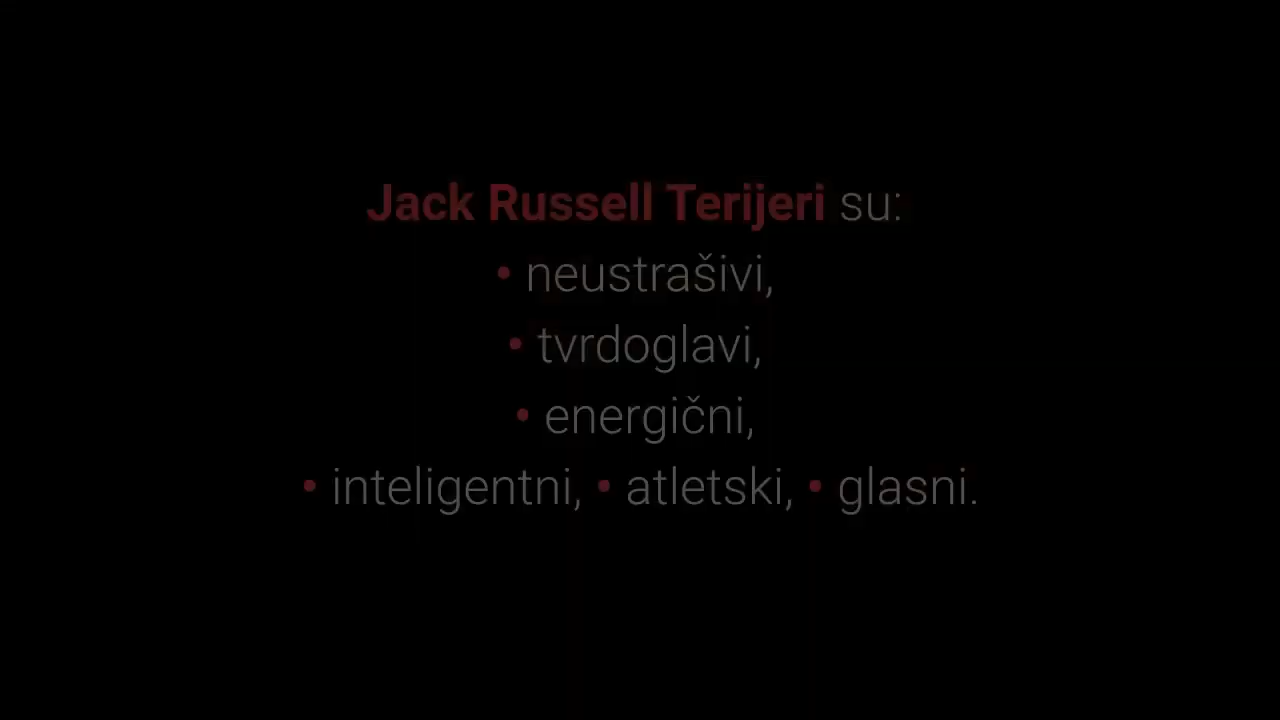 Jack Russell Terijeri su:
• neustrašivi,
• tvrdoglavi,
• energični,
• inteligentni, • atletski, • glasni.